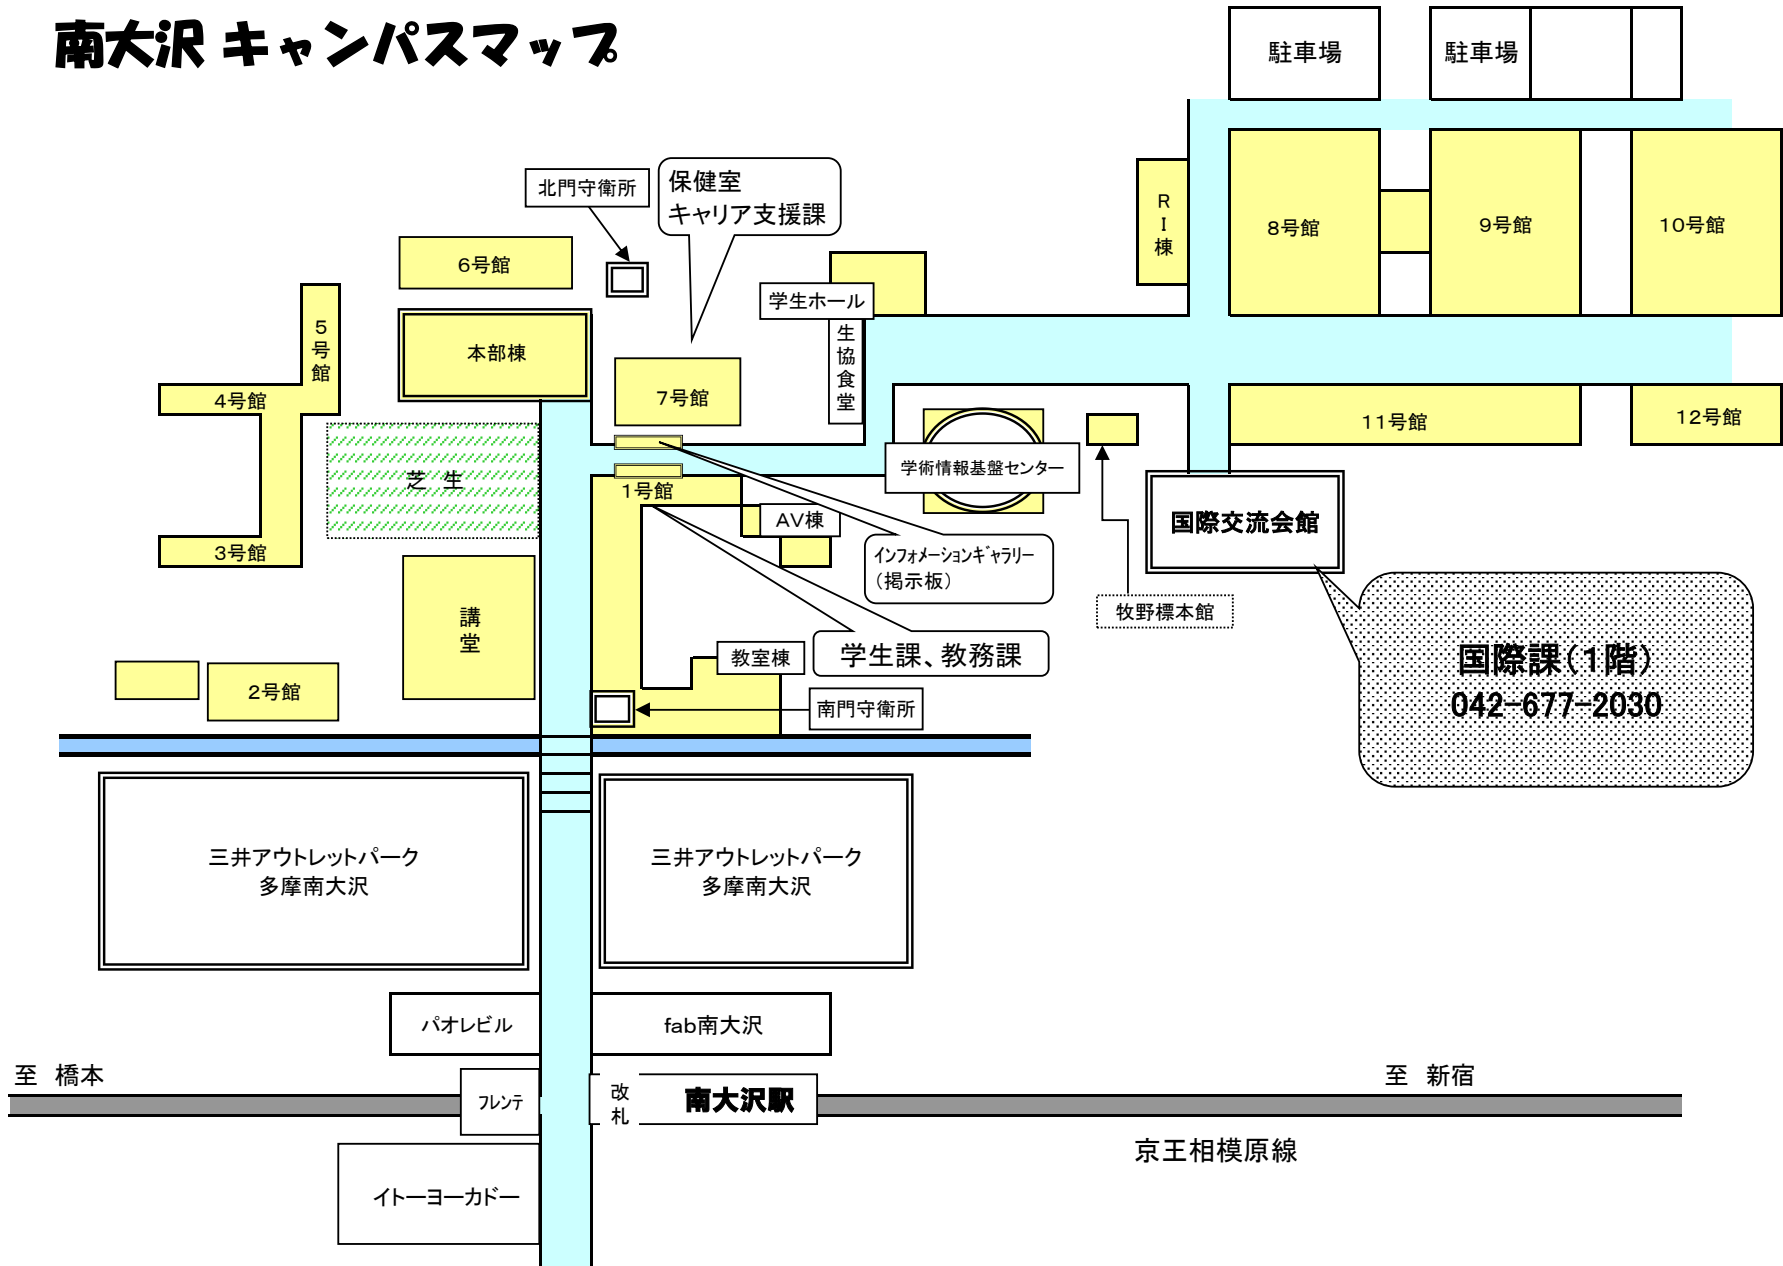 南大沢 キャンパスマップ
駐車場
駐車場
北門守衛所
保健室
キャリア支援課
RI棟
8号館
9号館
10号館
6号館
学生ホール
5号館
本部棟
生協食堂
7号館
4号館
11号館
12号館
学術情報基盤センター
芝 生
1号館
AV棟
国際交流会館
3号館
インフォメーションギャラリー
（掲示板）
講堂
牧野標本館
教室棟
学生課、教務課
国際課（1階）
042-677-2030
2号館
南門守衛所
三井アウトレットパーク
多摩南大沢
三井アウトレットパーク
多摩南大沢
パオレビル
fab南大沢
至 橋本
至 新宿
フレンテ
改札
南大沢駅
京王相模原線
イトーヨーカドー